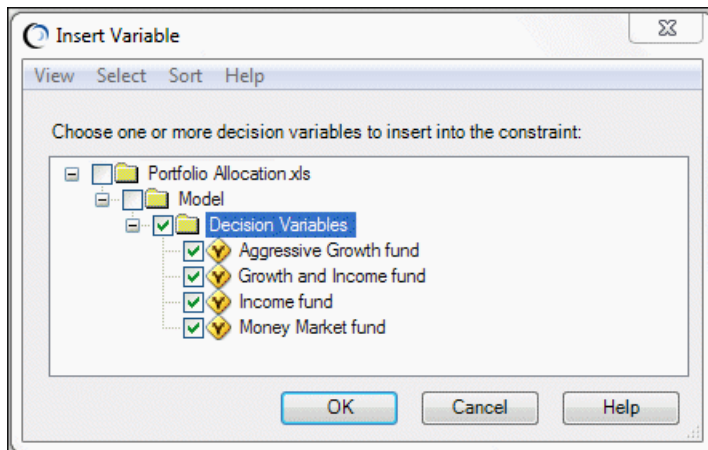 Insert Variable
View Select Sort Help
Choose one or more decision variables to insert into the constraint:
Portfolio Allocation.xls
Model
Decision Variables
Aggressive Growth fund
Growth and Income fund
Income fund
Money Market fund
OK Cancel Help